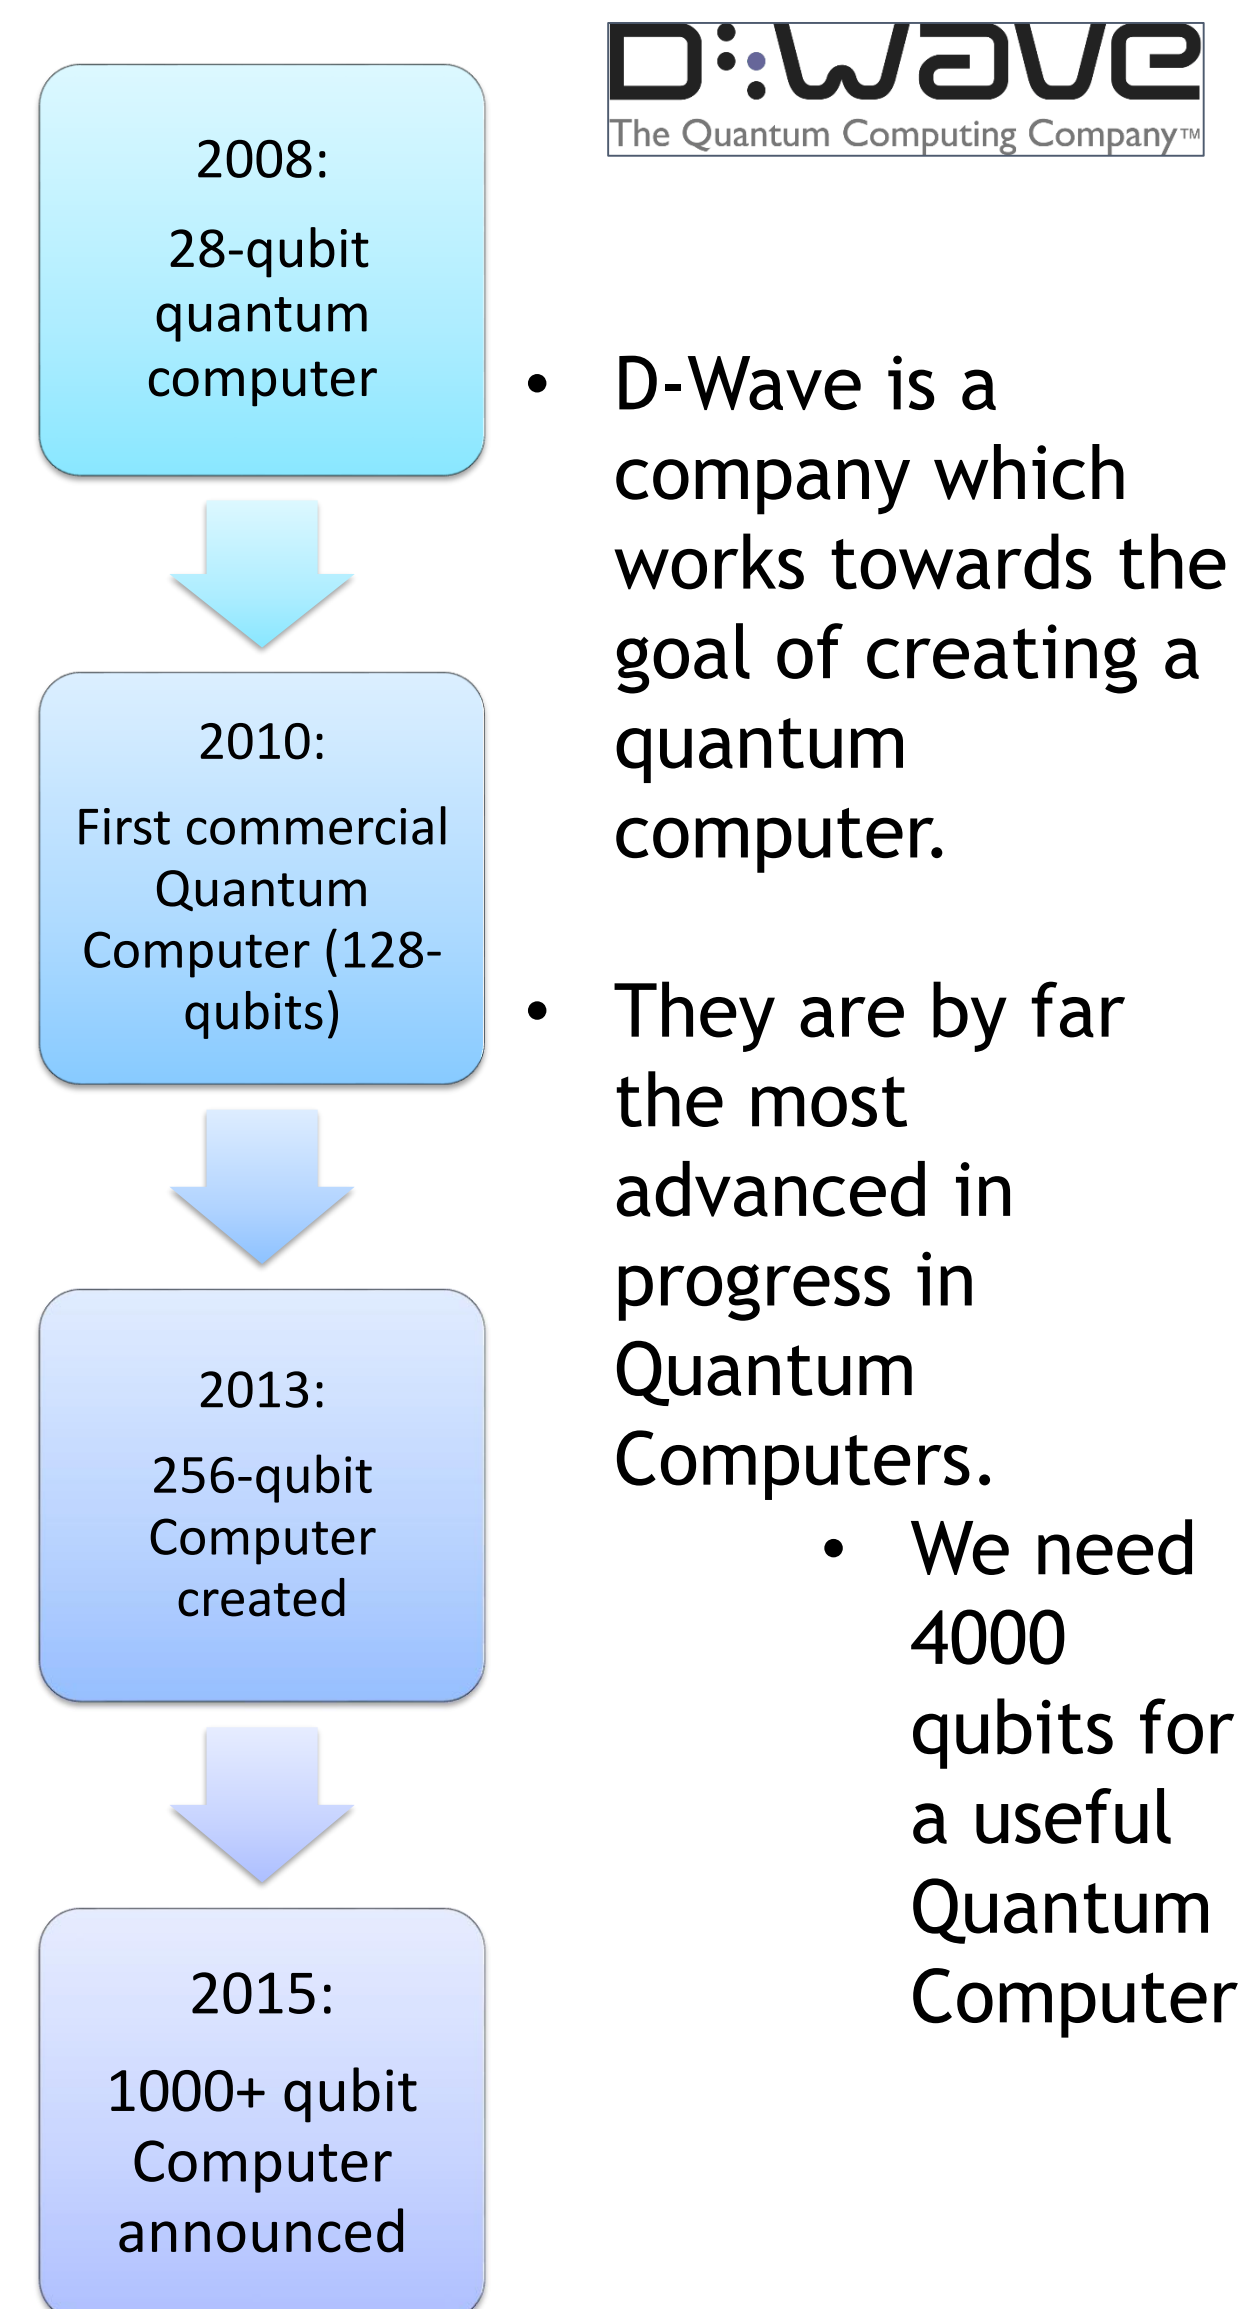 D:Wave
The Quantum Computing Company™
2008:
28-qubit
quantum
computer
2010:
First commercial
Quantum
Computer (128-
qubits)
2013:
256-qubit
Computer
created
2015:
1000+ qubit
Computer
announced
• D-Wave is a
company which
works towards the
goal of creating a
quantum
computer.
• They are by far
the most
advanced in
progress in
Quantum
Computers.
• We need
4000
qubits for
a useful
Quantum
Computer